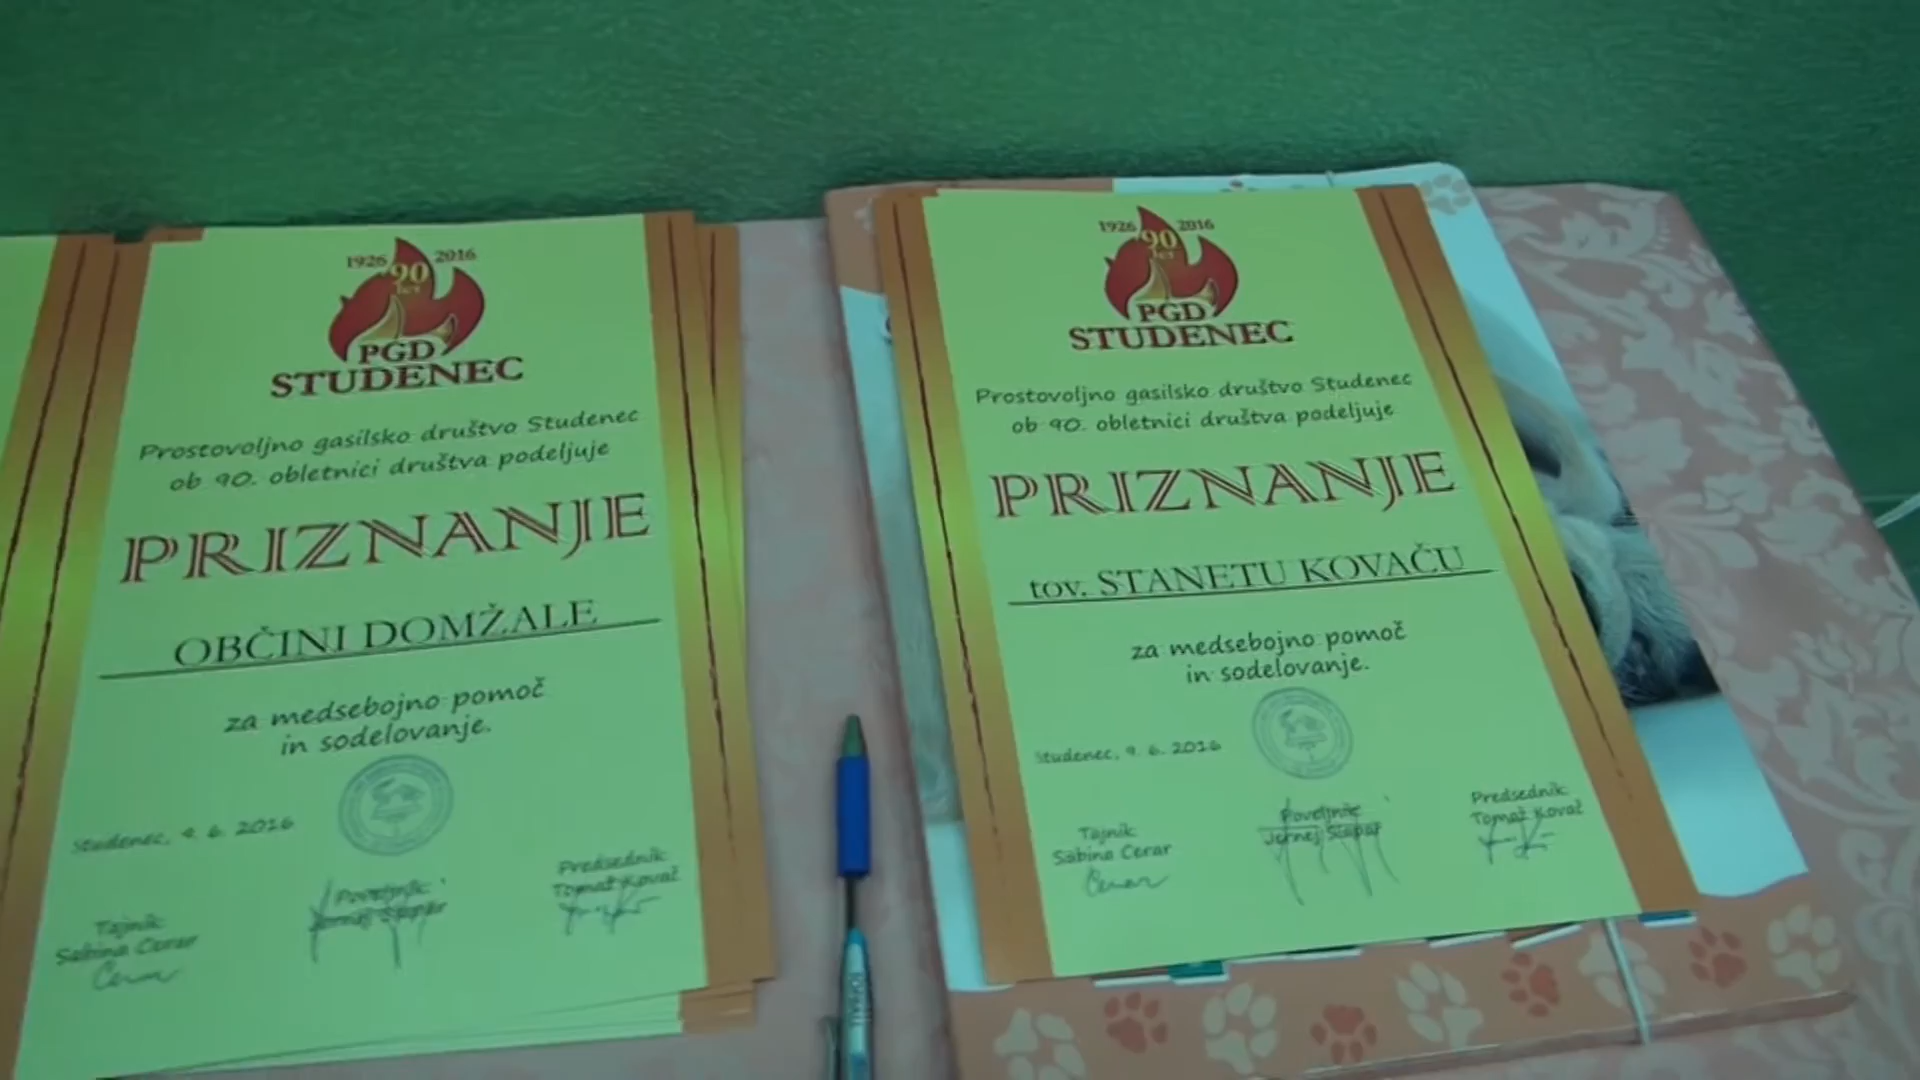 1926 90 2016
let
PGD
STUDENEC
Prostovoljno gasilsko društvo Studenec
ob 90. obletnici društva podeljuje
PRIZNANJE
OBČINI DOMŽALE
za medsebojno pomoč
in sodelovanje.
Studenec, 9. 6. 2016
Tajnik
Sabina Cerar
Poveljnik
Jernej
Predsednik
Tomaž Kovač
1926 90 2016
let
PGD
STUDENEC
Prostovoljno gasilsko društvo Studenec
ob 90. obletnici društva podeljuje
PRIZNANJE
tov. STANETU KOVAČU
za medsebojno pomoč
in sodelovanje.
Studenec, 9. 6. 2016
Tajnik
Sabina Cerar
Poveljnik
Jernej
Predsednik
Tomaž Kovač